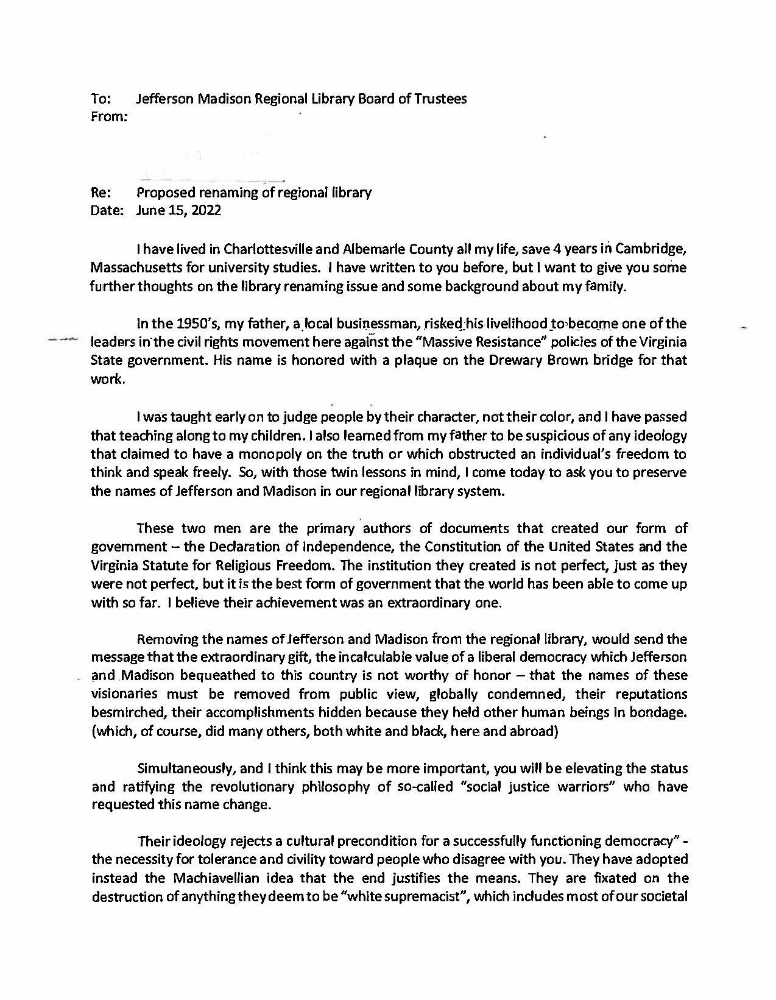 To: Jefferson Madison Regional Library Board of Trustees
From:
Re: Proposed renaming of regional library
Date: June 15, 2022
I have lived in Charlottesville and Albemarle County all my life, save 4 years in Cambridge,
Massachusetts for university studies. I have written to you before, but I want to give you some
further thoughts on the library renaming issue and some background about my family.
In the 1950's, my father, a local businessman, risked his livelihood to become one of the
leaders in the civil rights movement here against the "Massive Resistance" policies of the Virginia
State government. His name is honored with a plaque on the Drewary Brown bridge for that
work.
I was taught early on to judge people by their character, not their color, and I have passed
that teaching along to my children. I also learned from my father to be suspicious of any ideology
that claimed to have a monopoly on the truth or which obstructed an individual's freedom to
think and speak freely. So, with those twin lessons in mind, I come today to ask you to preserve
the names of Jefferson and Madison in our regional library system.
These two men are the primary authors of documents that created our form of
government – the Declaration of Independence, the Constitution of the United States and the
Virginia Statute for Religious Freedom. The institution they created is not perfect, just as they
were not perfect, but it is the best form of government that the world has been able to come up
with so far. I believe their achievement was an extraordinary one.
Removing the names of Jefferson and Madison from the regional library, would send the
message that the extraordinary gift, the incalculable value of a liberal democracy which Jefferson
and Madison bequeathed to this country is not worthy of honor – that the names of these
visionaries must be removed from public view, globally condemned, their reputations
besmirched, their accomplishments hidden because they held other human beings in bondage.
(which, of course, did many others, both white and black, here and abroad)
Simultaneously, and I think this may be more important, you will be elevating the status
and ratifying the revolutionary philosophy of so-called "social justice warriors" who have
requested this name change.
Their ideology rejects a cultural precondition for a successfully functioning democracy" -
the necessity for tolerance and civility toward people who disagree with you. They have adopted
instead the Machiavellian idea that the end justifies the means. They are fixated on the
destruction of anything they deem to be "white supremacist", which includes most of our societal